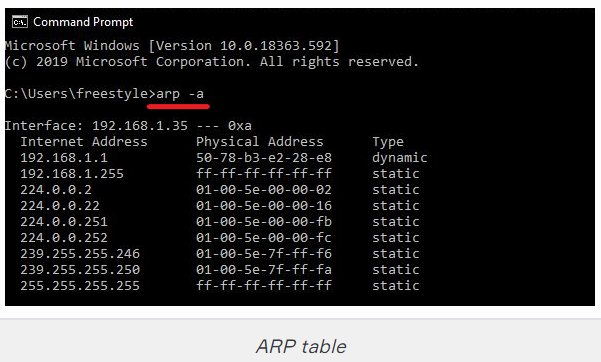 Command Prompt
Microsoft Windows [Version 10.0.18363.592]
(c) 2019 Microsoft Corporation. All rights reserved.
C:\Users\freestyle>arp -a
Interface: 192.168.1.35 --- 0xa
Internet Address Physical Address Type
192.168.1.1 50-78-b3-e2-28-e8 dynamic
192.168.1.255 ff-ff-ff-ff-ff-ff static
224.0.0.2 01-00-5e-00-00-02 static
224.0.0.22 01-00-5e-00-00-16 static
224.0.0.251 01-00-5e-00-00-fb static
224.0.0.252 01-00-5e-00-00-fc static
239.255.255.246 01-00-5e-7f-ff-f6 static
239.255.255.250 01-00-5e-7f-ff-fa static
255.255.255.255 ff-ff-ff-ff-ff-ff static
ARP table